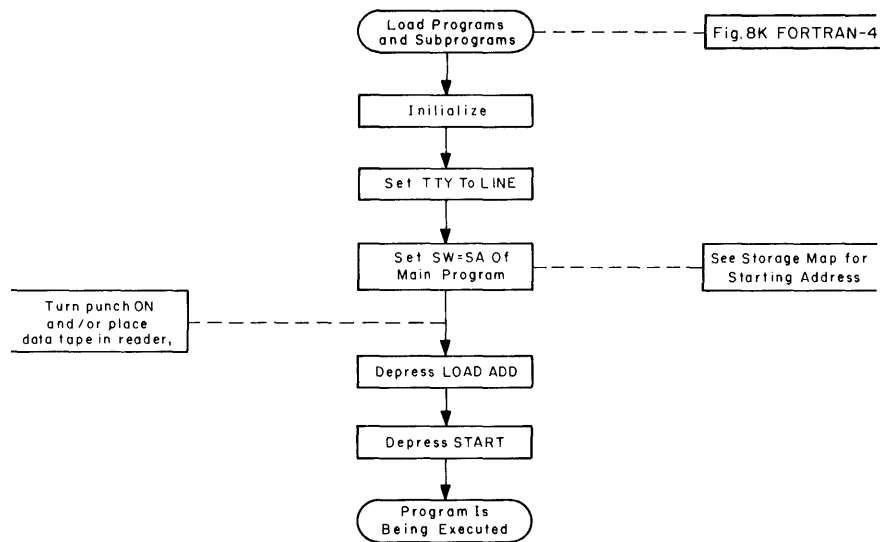 Load Programs
and Subprograms
Fig. 8K FORTRAN-4
Initialize
Set TTY To LINE
Set SW=SA Of
Main Program
See Storage Map for
Starting Address
Turn punch ON
and/or place
data tape in reader,
Depress LOAD ADD
Depress START
Program Is
Being Executed